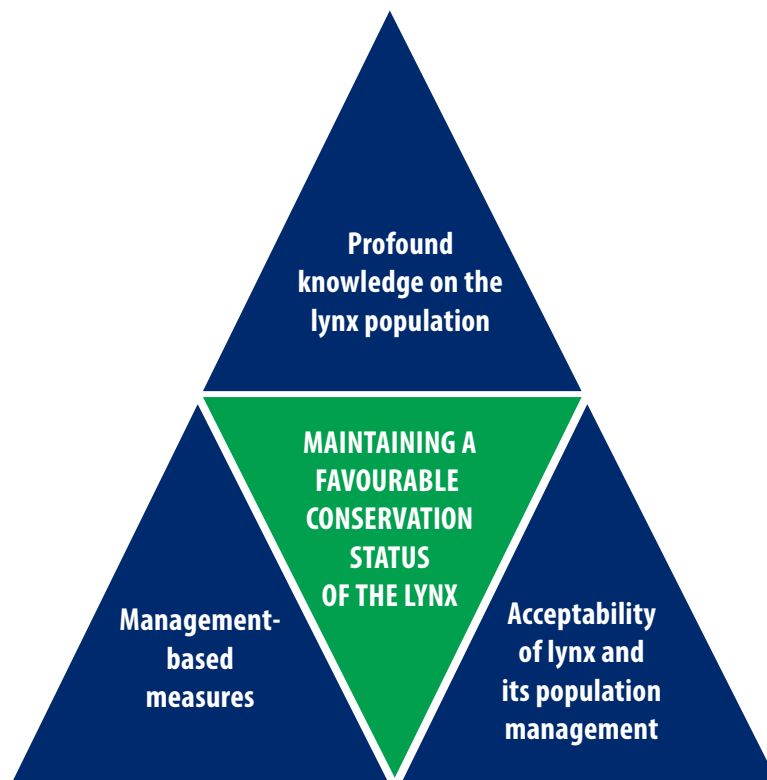 Profound
knowledge on the
lynx population
MAINTAINING A
FAVOURABLE
CONSERVATION
STATUS
OF THE LYNX
Management-
based
measures
Acceptability
of lynx and
its population
management